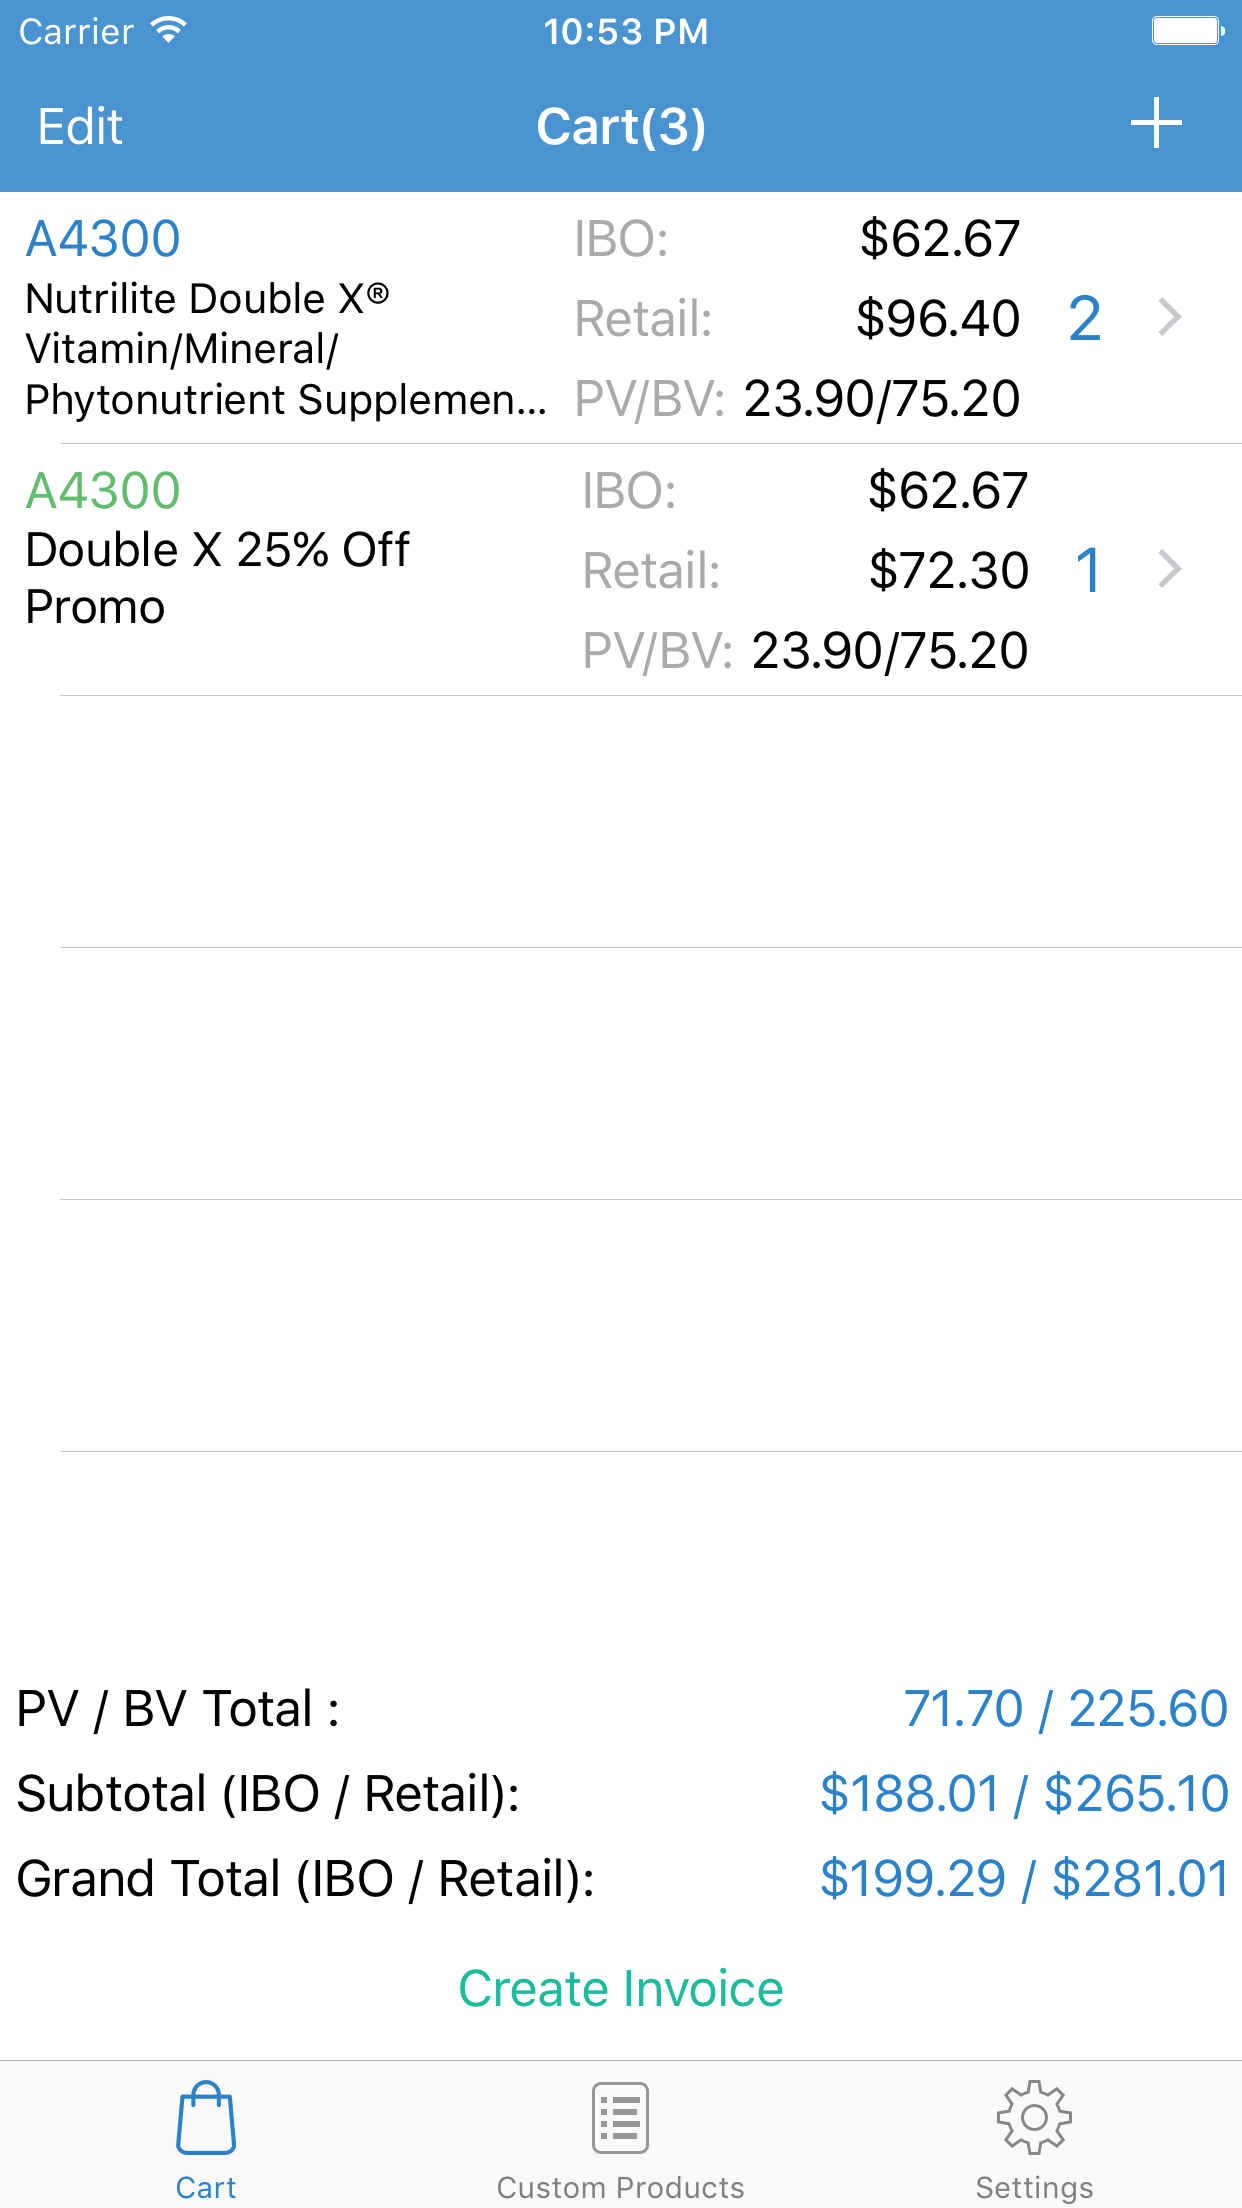 Carrier 10:53 PM
Edit Cart(3) +
A4300 IBO: $62.67
Nutrilite Double X®
Vitamin/Mineral/ Retail: $96.40 2
Phytonutrient Supplemen... PV/BV: 23.90/75.20
A4300 IBO: $62.67
Double X 25% Off Retail: $72.30 1
Promo
PV/BV: 23.90/75.20
PV / BV Total : 71.70 / 225.60
Subtotal (IBO / Retail): $188.01 / $265.10
Grand Total (IBO / Retail): $199.29 / $281.01
Create Invoice
Cart Custom Products Settings